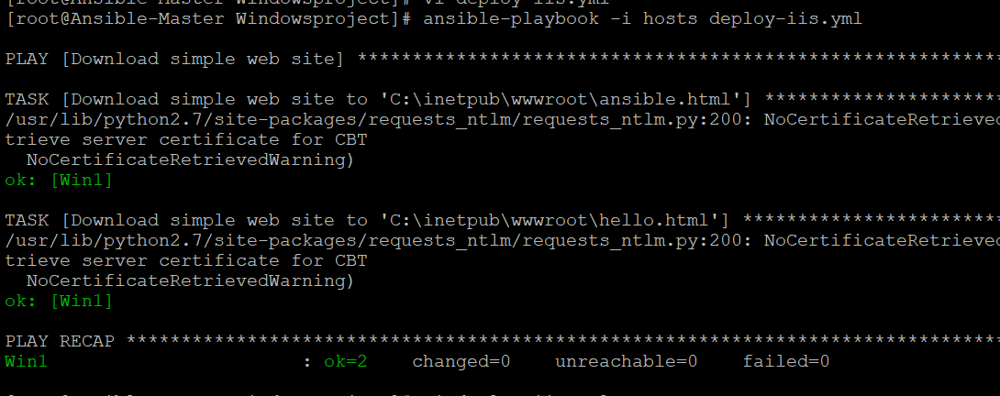 [root@Ansible-Master Windowsproject]# vi deploy-iis.yml
[root@Ansible-Master Windowsproject]# ansible-playbook -i hosts deploy-iis.yml
PLAY [Download simple web site] ***********************************************************
TASK [Download simple web site to 'C:\inetpub\wwwroot\ansible.html'] **********************
/usr/lib/python2.7/site-packages/requests_ntlm/requests_ntlm.py:200: NoCertificateRetrieved
trieve server certificate for CBT
  NoCertificateRetrievedWarning)
ok: [Win1]
TASK [Download simple web site to 'C:\inetpub\wwwroot\hello.html'] ************************
/usr/lib/python2.7/site-packages/requests_ntlm/requests_ntlm.py:200: NoCertificateRetrieved
trieve server certificate for CBT
  NoCertificateRetrievedWarning)
ok: [Win1]
PLAY RECAP ********************************************************************************
Win1                       : ok=2    changed=0    unreachable=0    failed=0